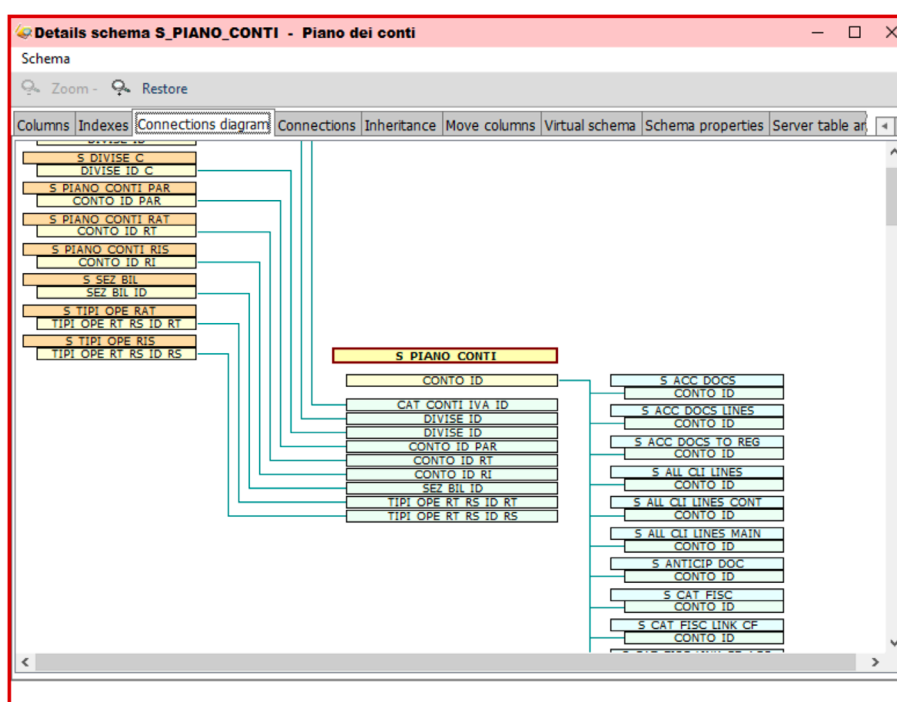 Details schema S_PIANO_CONTI - Piano dei conti
Schema
Zoom - Restore
Columns Indexes Connections diagram Connections Inheritance Move columns Virtual schema Schema properties Server table ar
DIVISE ID
S DIVISE C
DIVISE ID C
S PIANO CONTI PAR
CONTO ID PAR
S PIANO CONTI RAT
CONTO ID RT
S PIANO CONTI RIS
CONTO ID RI
S SEZ BIL
SEZ BIL ID
S TIPI OPE RAT
TIPI OPE RT RS ID RT
S TIPI OPE RIS
TIPI OPE RT RS ID RS
S PIANO CONTI
CONTO ID
CAT CONTI IVA ID
DIVISE ID
DIVISE ID
CONTO ID PAR
CONTO ID RT
CONTO ID RI
SEZ BIL ID
TIPI OPE RT RS ID RT
TIPI OPE RT RS ID RS
S ACC DOCS
CONTO ID
S ACC DOCS LINES
CONTO ID
S ACC DOCS TO REG
CONTO ID
S ALL CLI LINES
CONTO ID
S ALL CLI LINES CONT
CONTO ID
S ALL CLI LINES MAIN
CONTO ID
S ANTICIP DOC
CONTO ID
S CAT FISC
CONTO ID
S CAT FISC LINK CF
CONTO ID